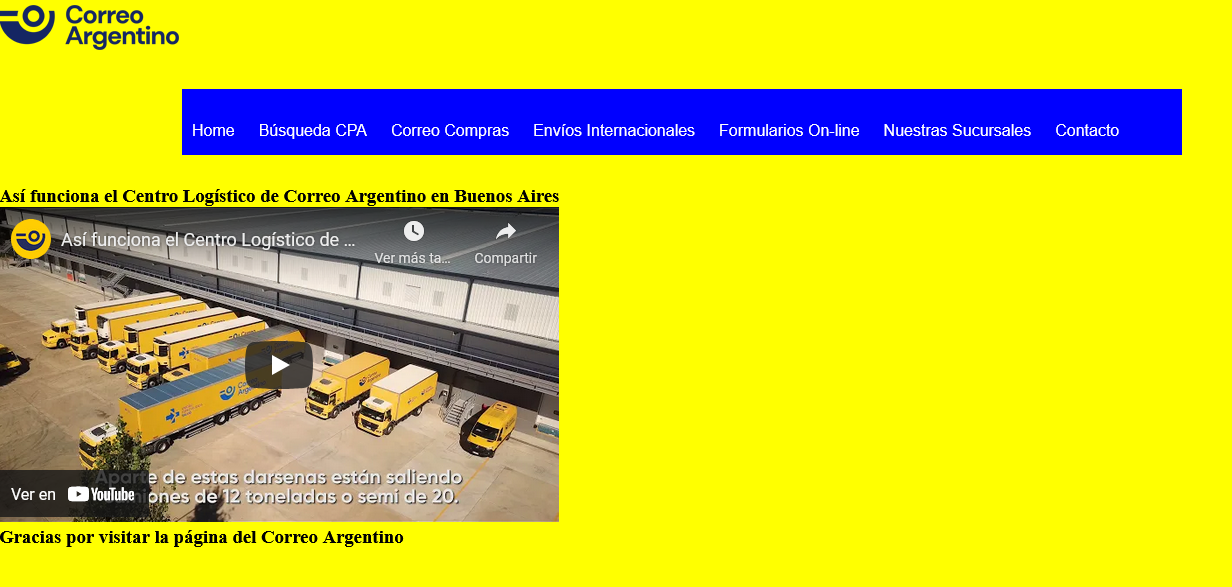 Correo
Argentino
Home Búsqueda CPA Correo Compras Envíos Internacionales Formularios On-line Nuestras Sucursales Contacto
Así funciona el Centro Logístico de Correo Argentino en Buenos Aires
Así funciona el Centro Logístico de ...
Ver más ta...
Compartir
Correo
Argentino
Aparte de estas darsenas están saliendo
de 12 toneladas o semi de 20.
Ver en YouTube
Gracias por visitar la página del Correo Argentino